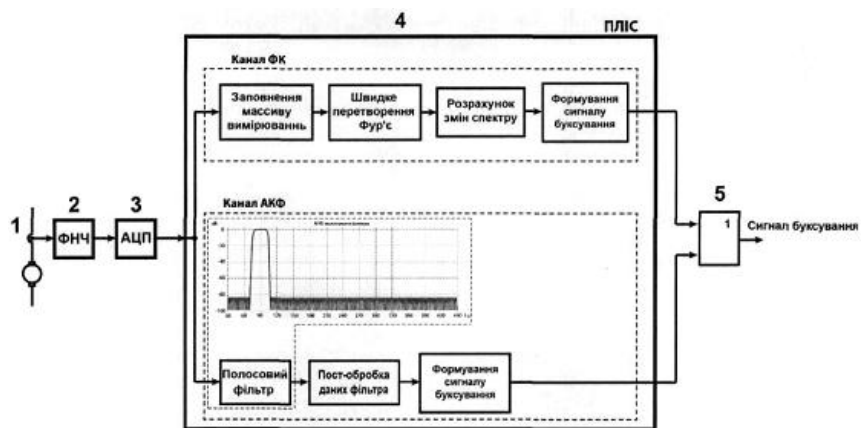 4
ПЛІС
Канал ФК
Заповнення
массиву
вимірюваннь
Швидке
перетворення
Фур'є
Розрахунок
змін спектру
Формування
сигналу
буксування
1
2
3
ФНЧ
АЦП
5
1
Сигнал буксування
Канал АКФ
Полосовий
фільтр
Пост-обробка
даних фільтра
Формування
сигналу
буксування